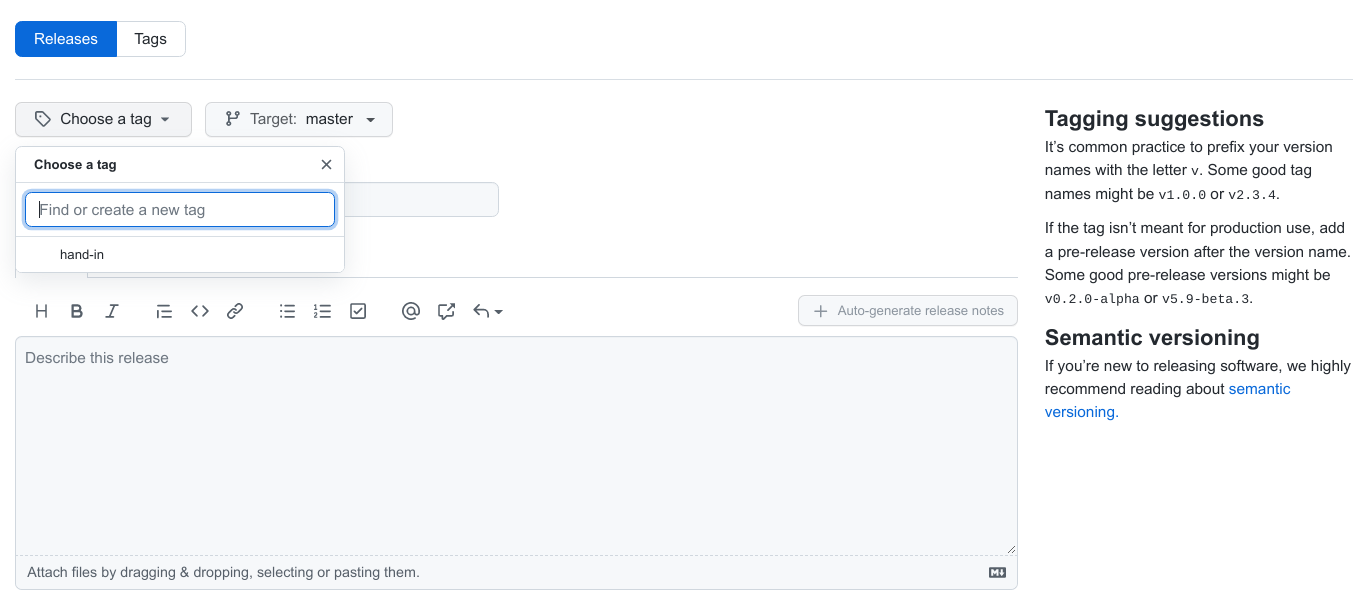 Releases
Tags
Choose a tag
Target: master
Choose a tag
Find or create a new tag
hand-in
Auto-generate release notes
Describe this release
Attach files by dragging & dropping, selecting or pasting them.
Tagging suggestions
It’s common practice to prefix your version
names with the letter v. Some good tag
names might be v1.0.0 or v2.3.4.
If the tag isn’t meant for production use, add
a pre-release version after the version name.
Some good pre-release versions might be
v0.2.0-alpha or v5.9-beta.3.
Semantic versioning
If you’re new to releasing software, we highly
recommend reading about semantic
versioning.